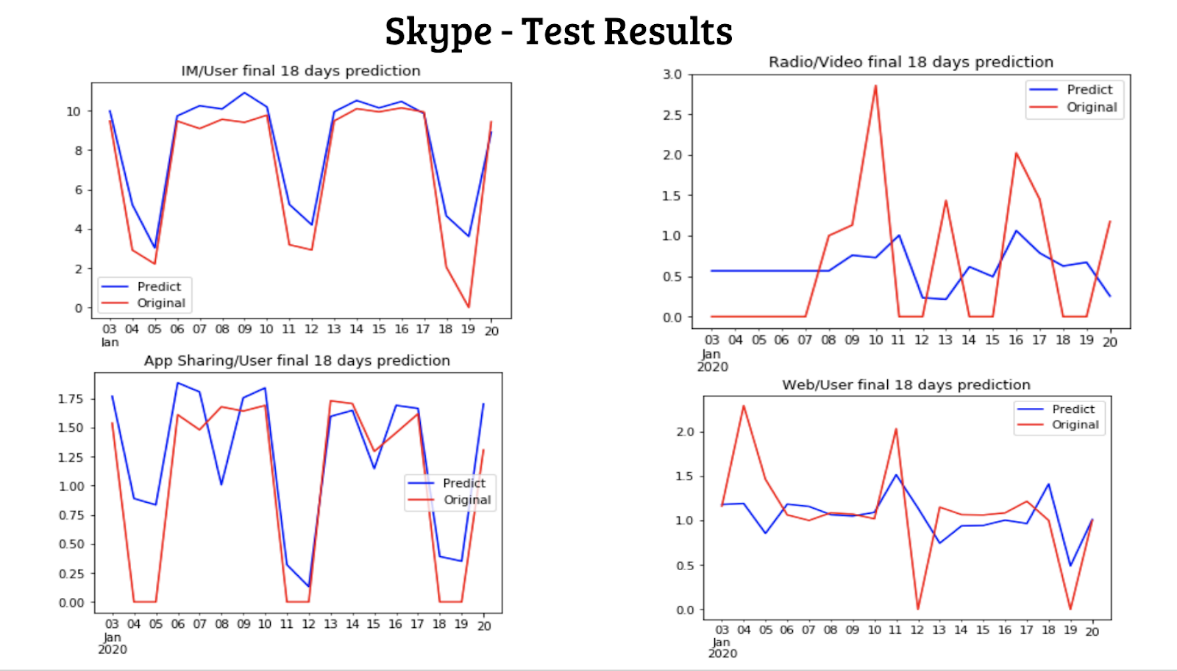 Skype - Test Results
IM/User final 18 days prediction
10
8
6
4
2
0
Predict
Original
03 04 05 06 07 08 09 10 11 12 13 14 15 16 17 18 19 20
Jan
Radio/Video final 18 days prediction
3.0
2.5
2.0
1.5
1.0
0.5
0.0
Predict
Original
03 04 05 06 07 08 09 10 11 12 13 14 15 16 17 18 19 20
Jan
2020
App Sharing/User final 18 days prediction
1.75
1.50
1.25
1.00
0.75
0.50
0.25
0.00
Predict
Original
03 04 05 06 07 08 09 10 11 12 13 14 15 16 17 18 19 20
Jan
2020
Web/User final 18 days prediction
2.0
1.5
1.0
0.5
0.0
Predict
Original
03 04 05 06 07 08 09 10 11 12 13 14 15 16 17 18 19 20
Jan
2020